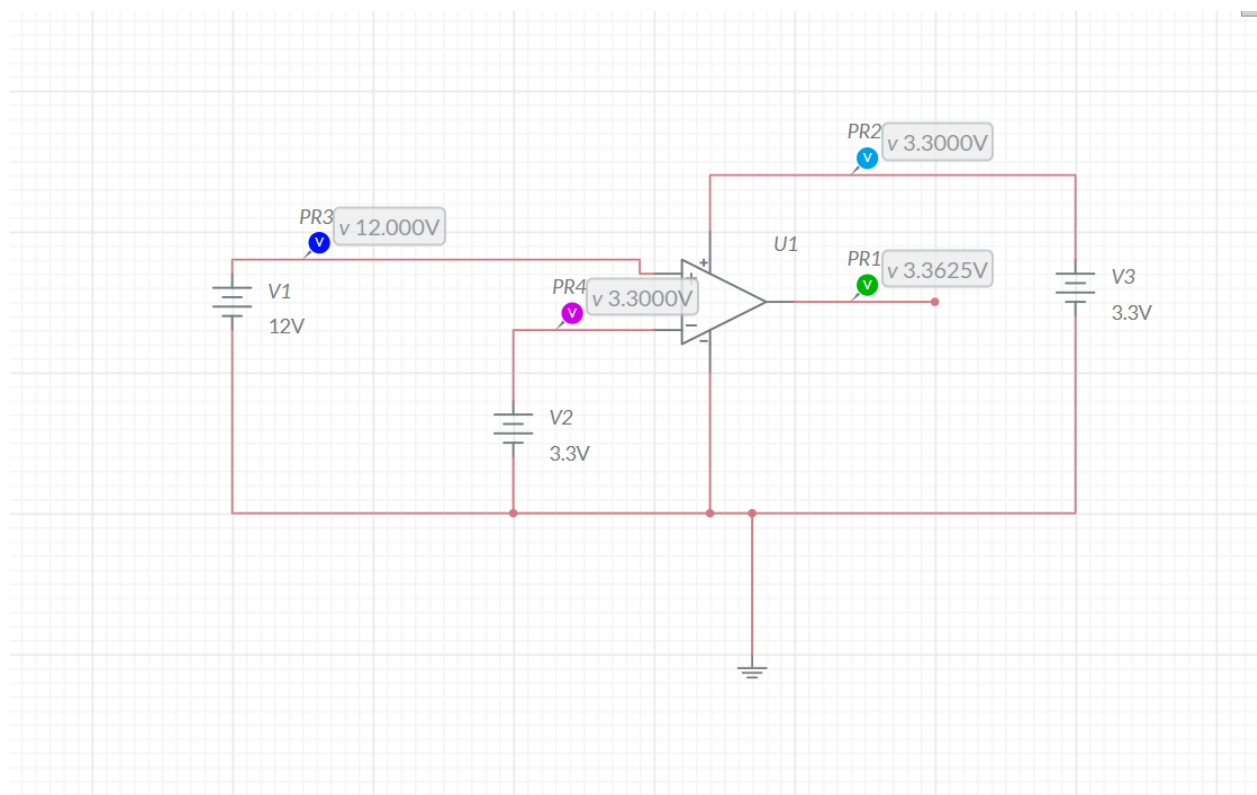 PR2 v 3.3000V
PR3 v 12.000V
U1
PR1 v 3.3625V
V1
12V
PR4 v 3.3000V
V3
3.3V
V2
3.3V